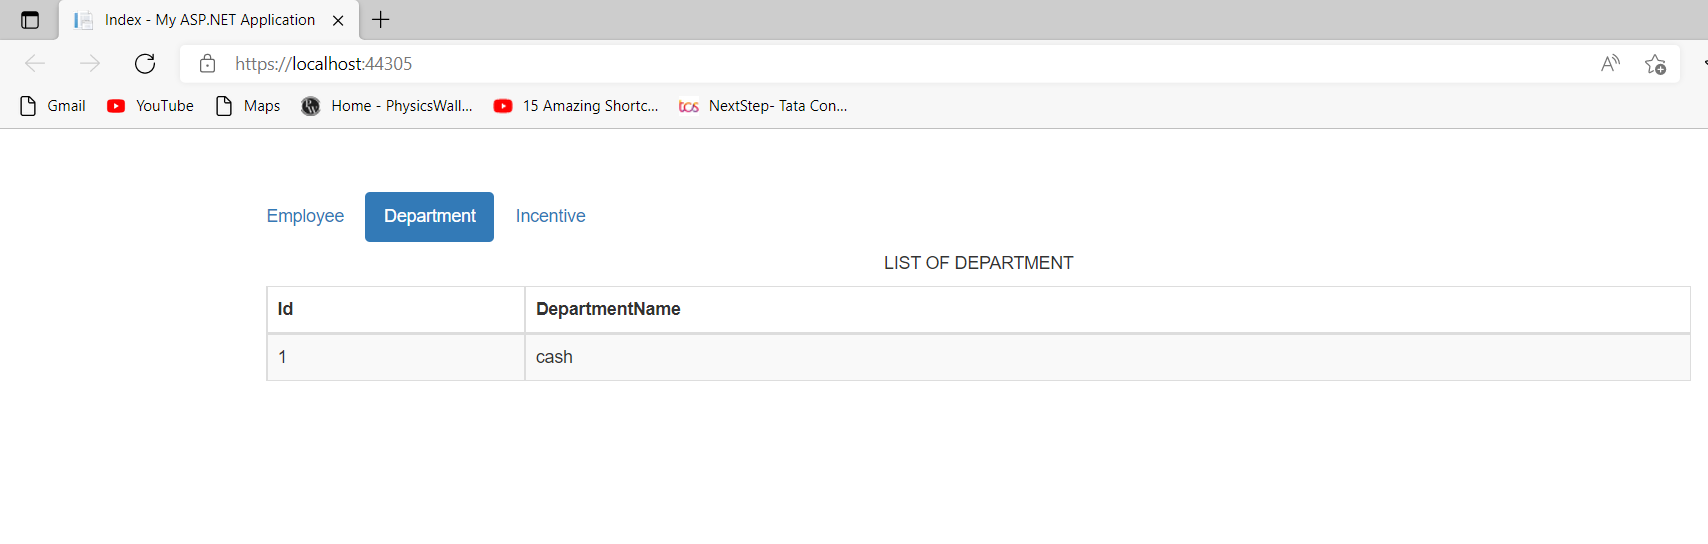 Index - My ASP.NET Application
https://localhost:44305
Gmail YouTube Maps Home - PhysicsWall... 15 Amazing Shortc... tcs NextStep- Tata Con...
Employee Department Incentive
LIST OF DEPARTMENT
Id DepartmentName
1 cash